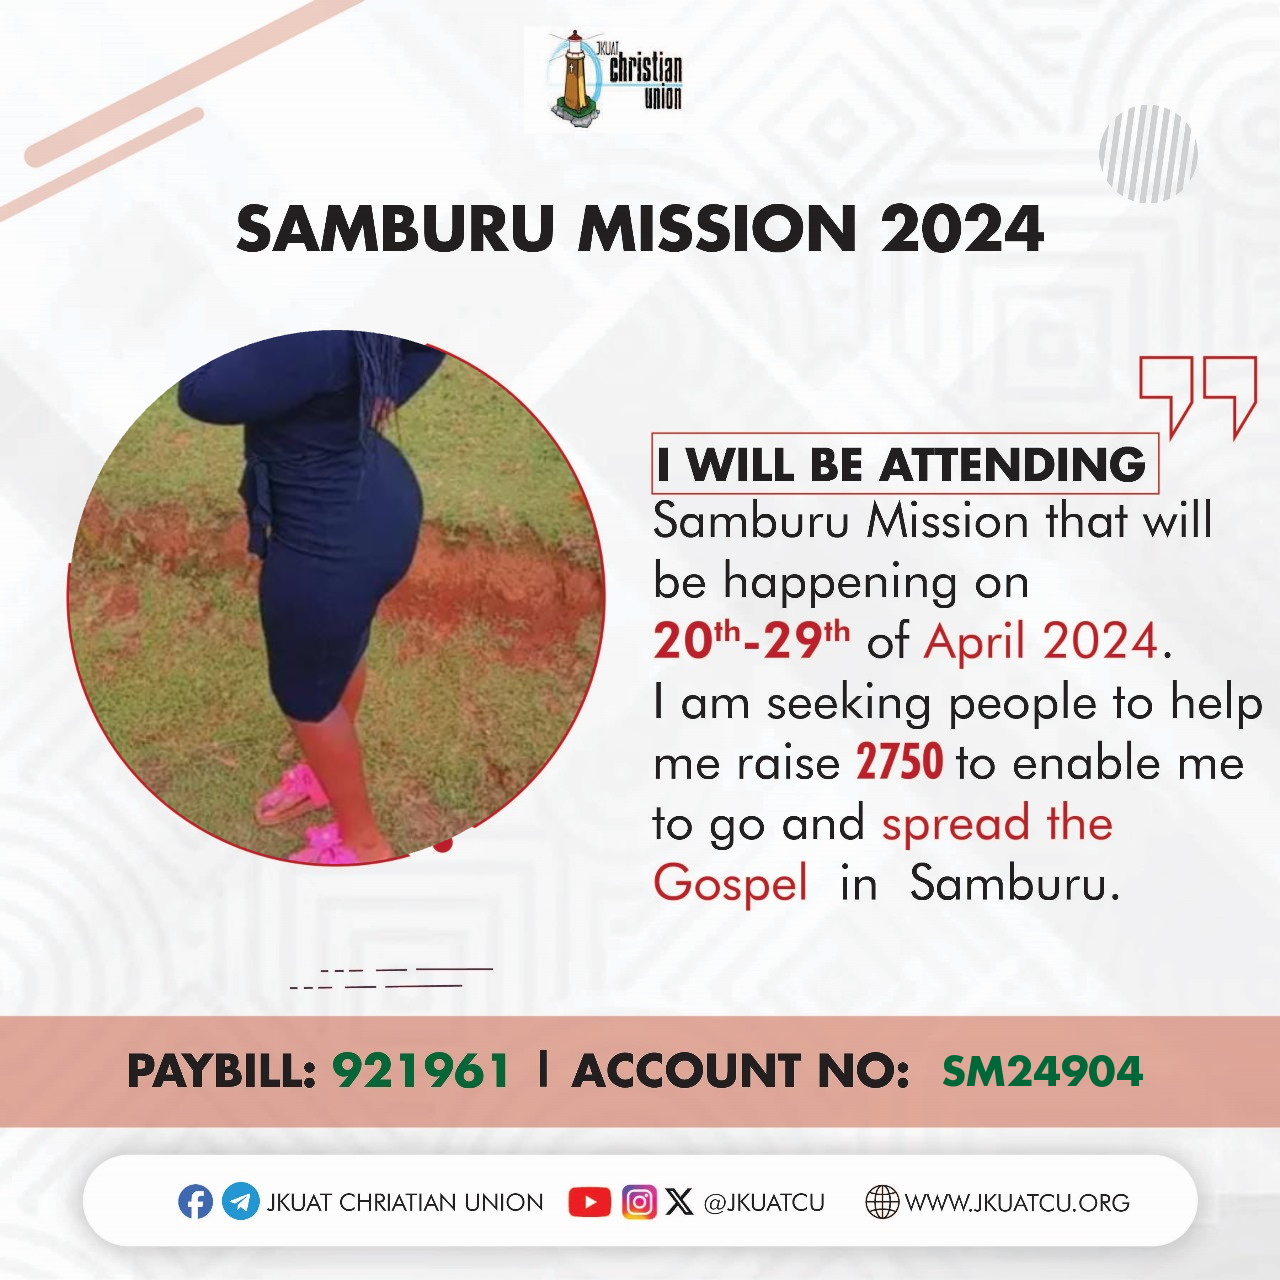 JKUAT
christian
union
SAMBURU MISSION 2024
I WILL BE ATTENDING
Samburu Mission that will
be happening on
20th-29th of April 2024.
I am seeking people to help
me raise 2750 to enable me
to go and spread the
Gospel in Samburu.
PAYBILL: 921961 | ACCOUNT NO: SM24904
JKUAT CHRIATIAN UNION @JKUATCU WWW.JKUATCU.ORG